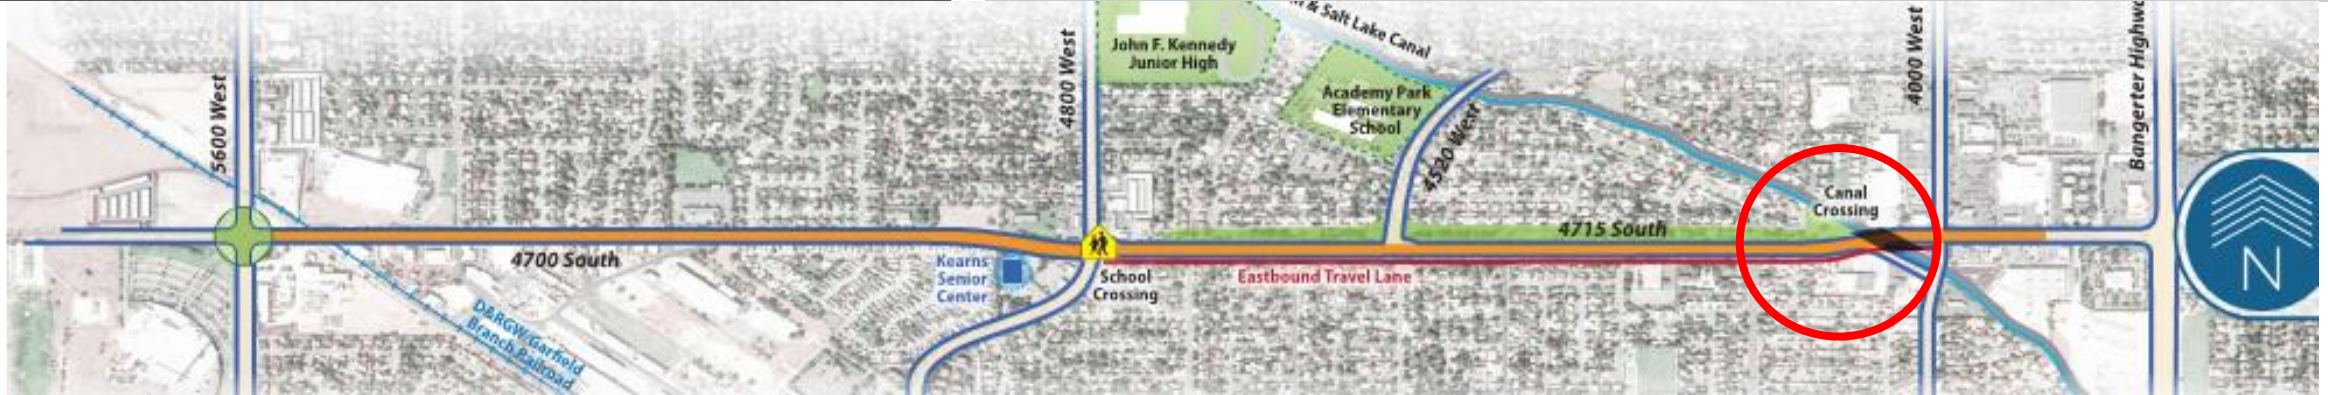 5600 West
4700 South
D&RGW/Garfield
Branch Railroad
Kearns
Senior
Center
4800 West
John F. Kennedy
Junior High
School
Crossing
& Salt Lake Canal
Academy Park
Elementary
School
4520 West
Eastbound Travel Lane
4715 South
Canal
Crossing
4000 West
Bangerter Highw
N